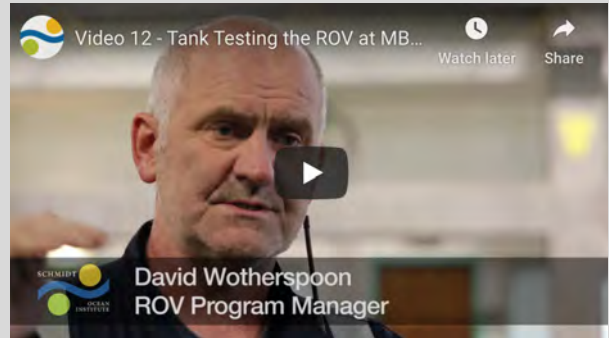 Video 12 - Tank Testing the ROV at MB...
Watch later
Share
SCHMIDT
OCEAN
INSTITUTE
David Wotherspoon
ROV Program Manager